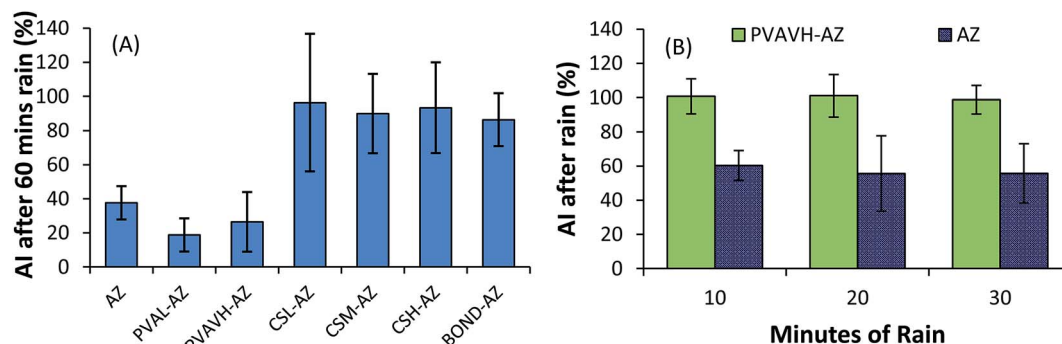 (A)
AI after 60 mins rain (%)
140
120
100
80
60
40
20
0
AZ
PVAL-AZ
PVAVH-AZ
CSL-AZ
CSM-AZ
CSH-AZ
BOND-AZ
(B)
PVAVH-AZ
AZ
AI after rain (%)
140
120
100
80
60
40
20
0
10 20 30
Minutes of Rain